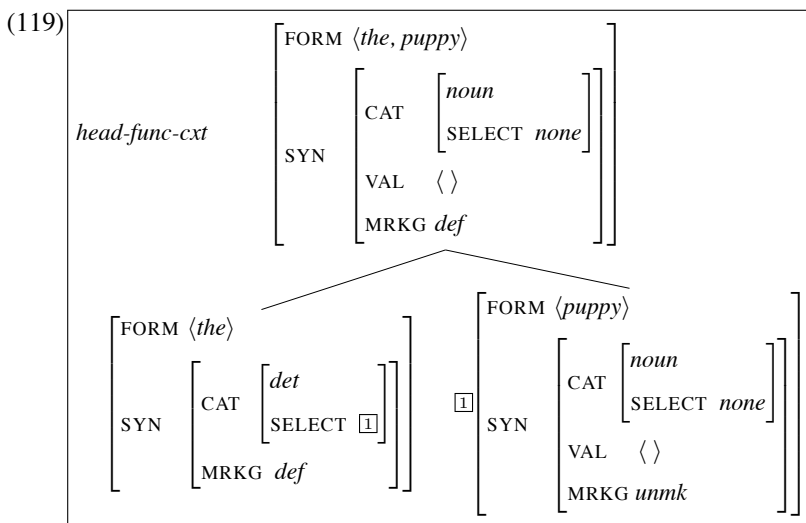 (119)
FORM ⟨the, puppy⟩
noun
CAT
SELECT none
head-func-cxt
SYN
VAL ⟨ ⟩
MRKG def
FORM ⟨the⟩
det
CAT
SELECT 1
SYN
MRKG def
1
FORM ⟨puppy⟩
noun
CAT
SELECT none
SYN
VAL ⟨ ⟩
MRKG unmk